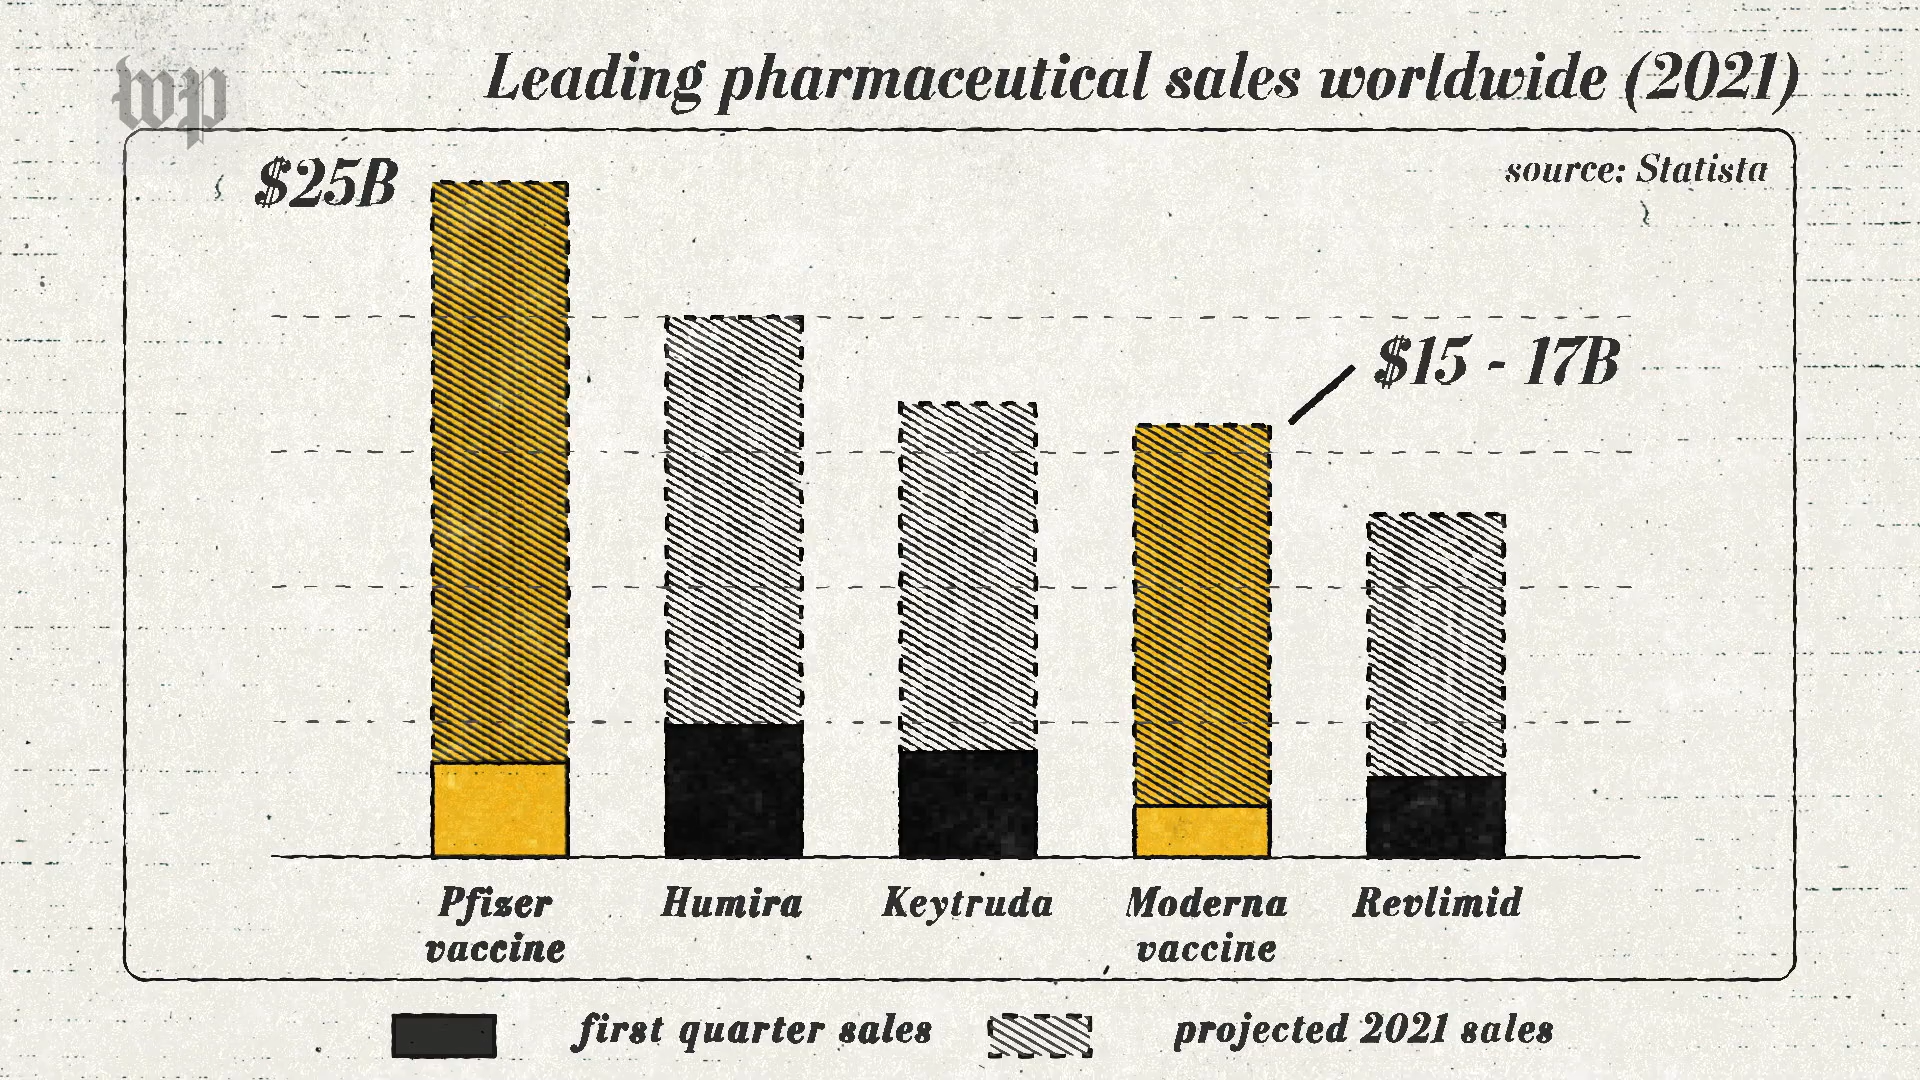 wp
Leading pharmaceutical sales worldwide (2021)
source: Statista
$25B
$15 - 17B
Pfizer
vaccine
Humira
Keytruda
Moderna
vaccine
Revlimid
first quarter sales
projected 2021 sales